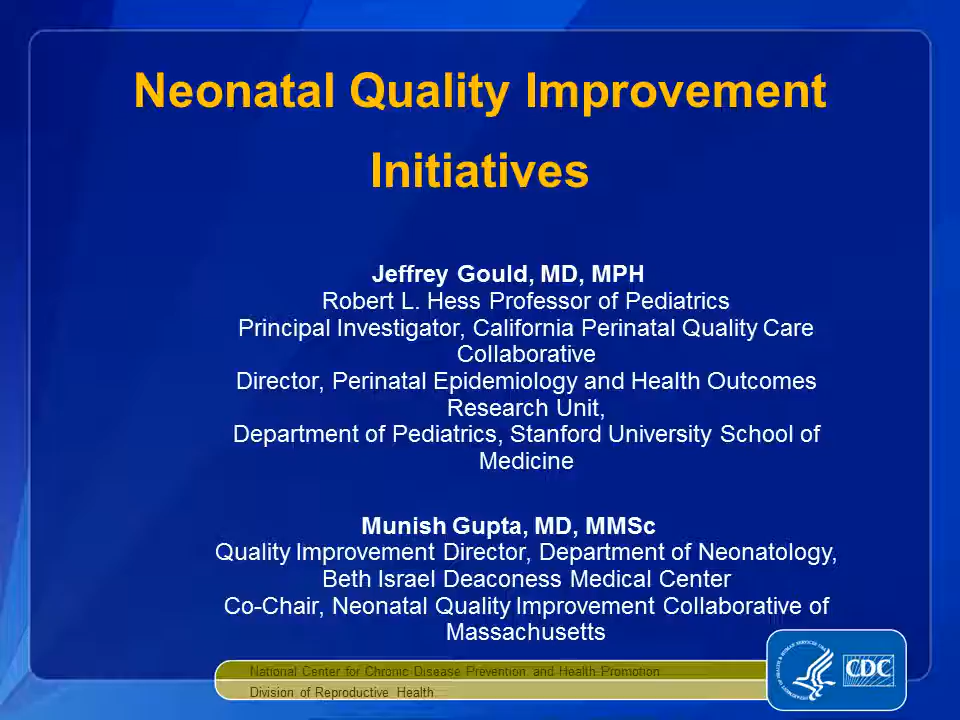 Neonatal Quality Improvement
Initiatives
Jeffrey Gould, MD, MPH
Robert L. Hess Professor of Pediatrics
Principal Investigator, California Perinatal Quality Care
Collaborative
Director, Perinatal Epidemiology and Health Outcomes
Research Unit,
Department of Pediatrics, Stanford University School of
Medicine
Munish Gupta, MD, MMSc
Quality Improvement Director, Department of Neonatology,
Beth Israel Deaconess Medical Center
Co-Chair, Neonatal Quality Improvement Collaborative of
Massachusetts
National Center for Chronic Disease Prevention and Health Promotion
Division of Reproductive Health
CDC